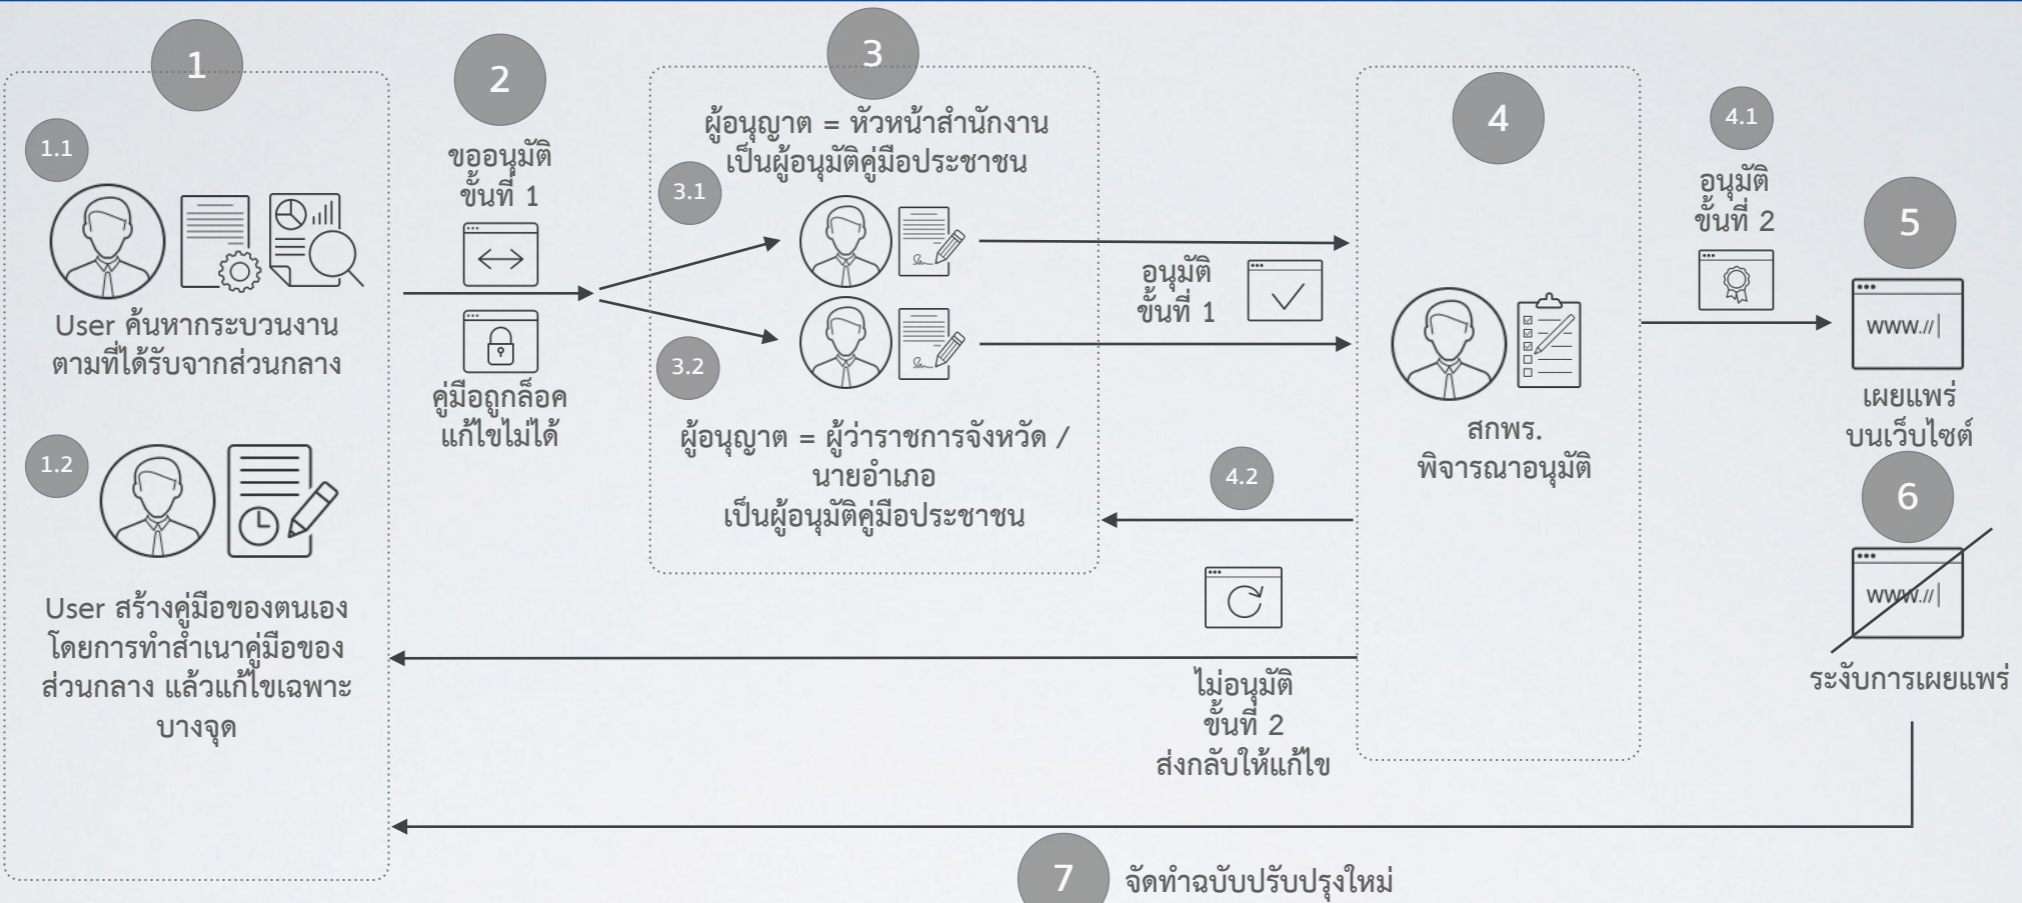 1
1.1
User ค้นหากระบวนงาน
ตามที่ได้รับจากส่วนกลาง
1.2
User สร้างคู่มือของตนเอง
โดยการทำสำเนาคู่มือของ
ส่วนกลาง แล้วแก้ไขเฉพาะ
บางจุด
2
ขออนุมัติ
ขั้นที่ 1
คู่มือถูกล็อค
แก้ไขไม่ได้
3
ผู้อนุญาต = หัวหน้าสำนักงาน
เป็นผู้อนุมัติคู่มือประชาชน
3.1
3.2
ผู้อนุญาต = ผู้ว่าราชการจังหวัด /
นายอำเภอ
เป็นผู้อนุมัติคู่มือประชาชน
อนุมัติ
ขั้นที่ 1
4
สกพร.
พิจารณาอนุมัติ
4.1
อนุมัติ
ขั้นที่ 2
4.2
ไม่อนุมัติ
ขั้นที่ 2
ส่งกลับให้แก้ไข
5
www.//
เผยแพร่
บนเว็บไซต์
6
www.//
ระงับการเผยแพร่
7
จัดทำฉบับปรับปรุงใหม่